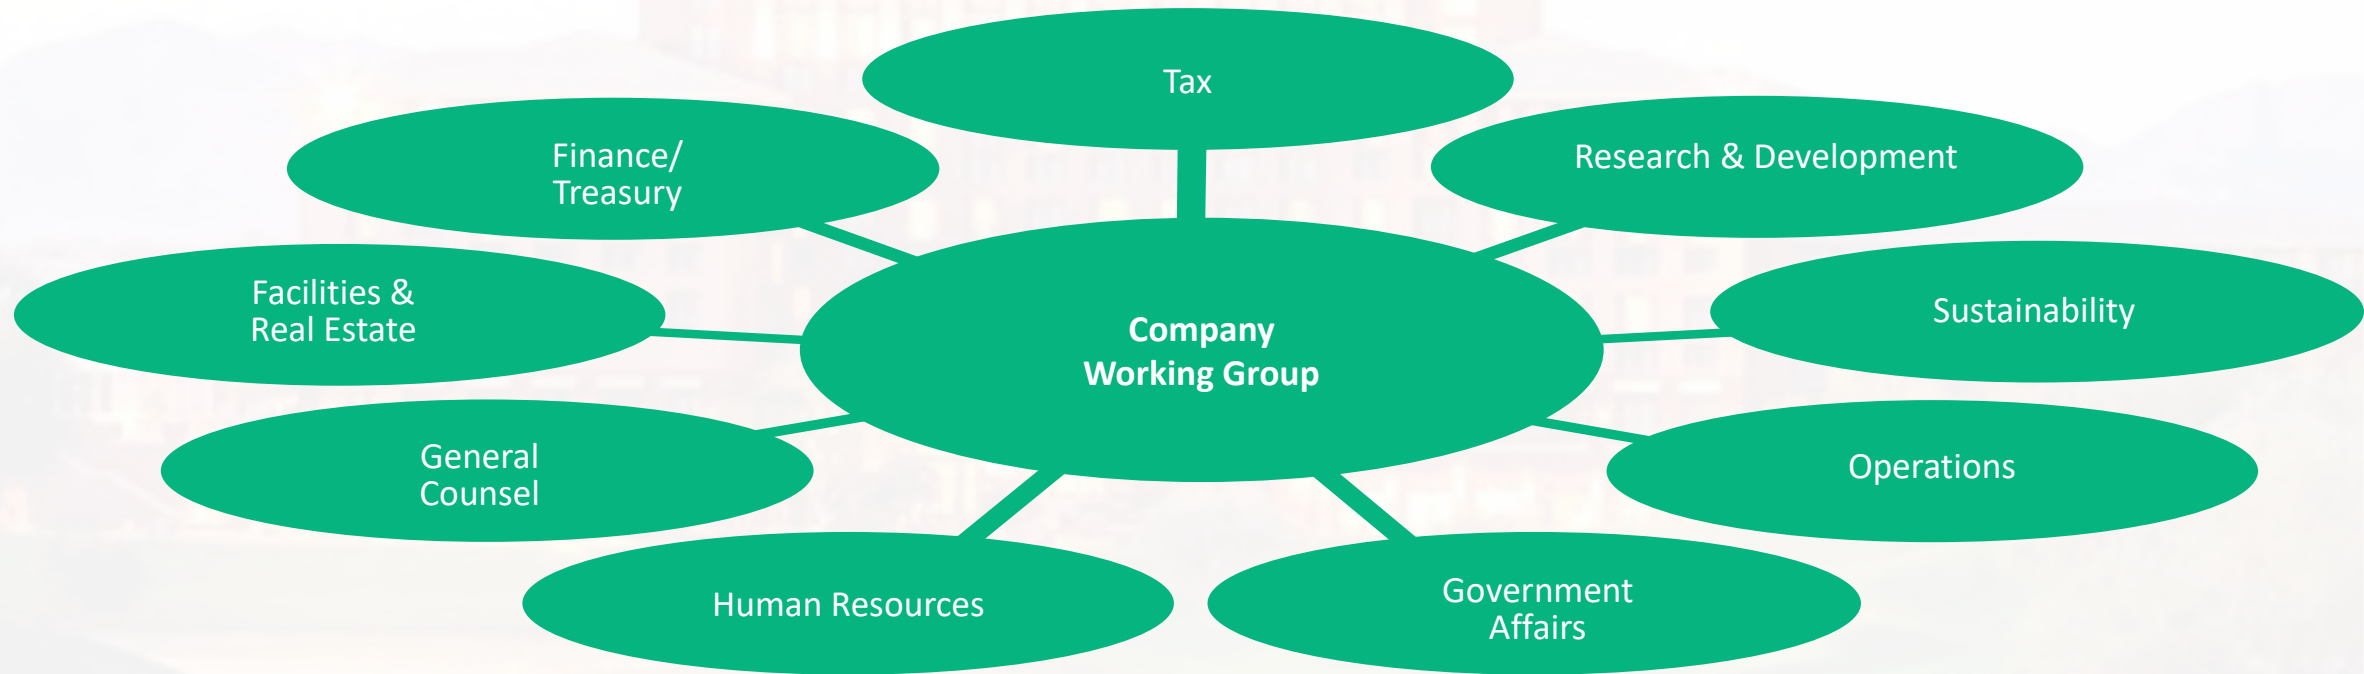 Tax
Finance/
Treasury
Research & Development
Facilities &
Real Estate
Sustainability
Company
Working Group
General
Counsel
Operations
Human Resources
Government
Affairs